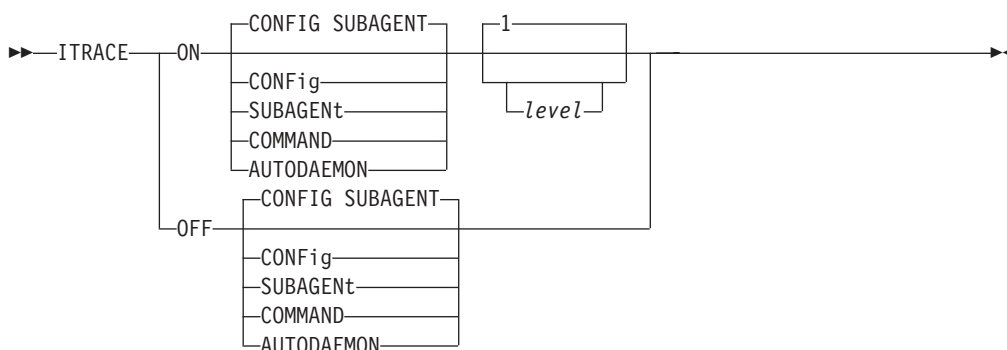 CONFIG SUBAGENT 1
ITRACE ON
CONFig level
SUBAGENt
COMMAND
AUTODAEMON
CONFIG SUBAGENT
OFF
CONFig
SUBAGENt
COMMAND
AUTODAEMON